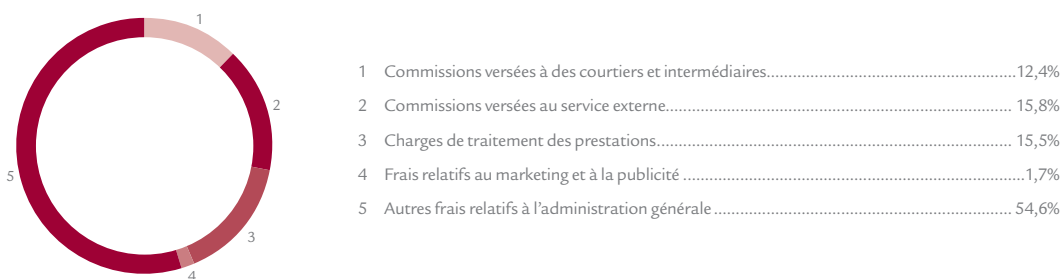 1
2
3
4
5
1 Commissions versées à des courtiers et intermédiaires.......................................................................12,4%
2 Commissions versées au service externe.................................................................................................. 15,8%
3 Charges de traitement des prestations..................................................................................................... 15,5%
4 Frais relatifs au marketing et à la publicité .................................................................................................1,7%
5 Autres frais relatifs à l’administration générale ..................................................................................... 54,6%